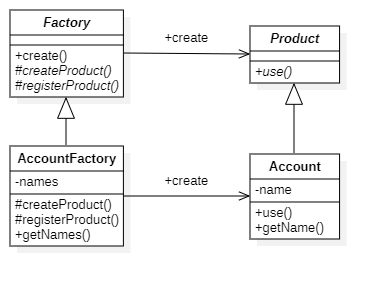 Factory
+create()
#createProduct()
#registerProduct()
+create
Product
+use()
AccountFactory
-names
#createProduct()
#registerProduct()
+getNames()
+create
Account
-name
+use()
+getName()